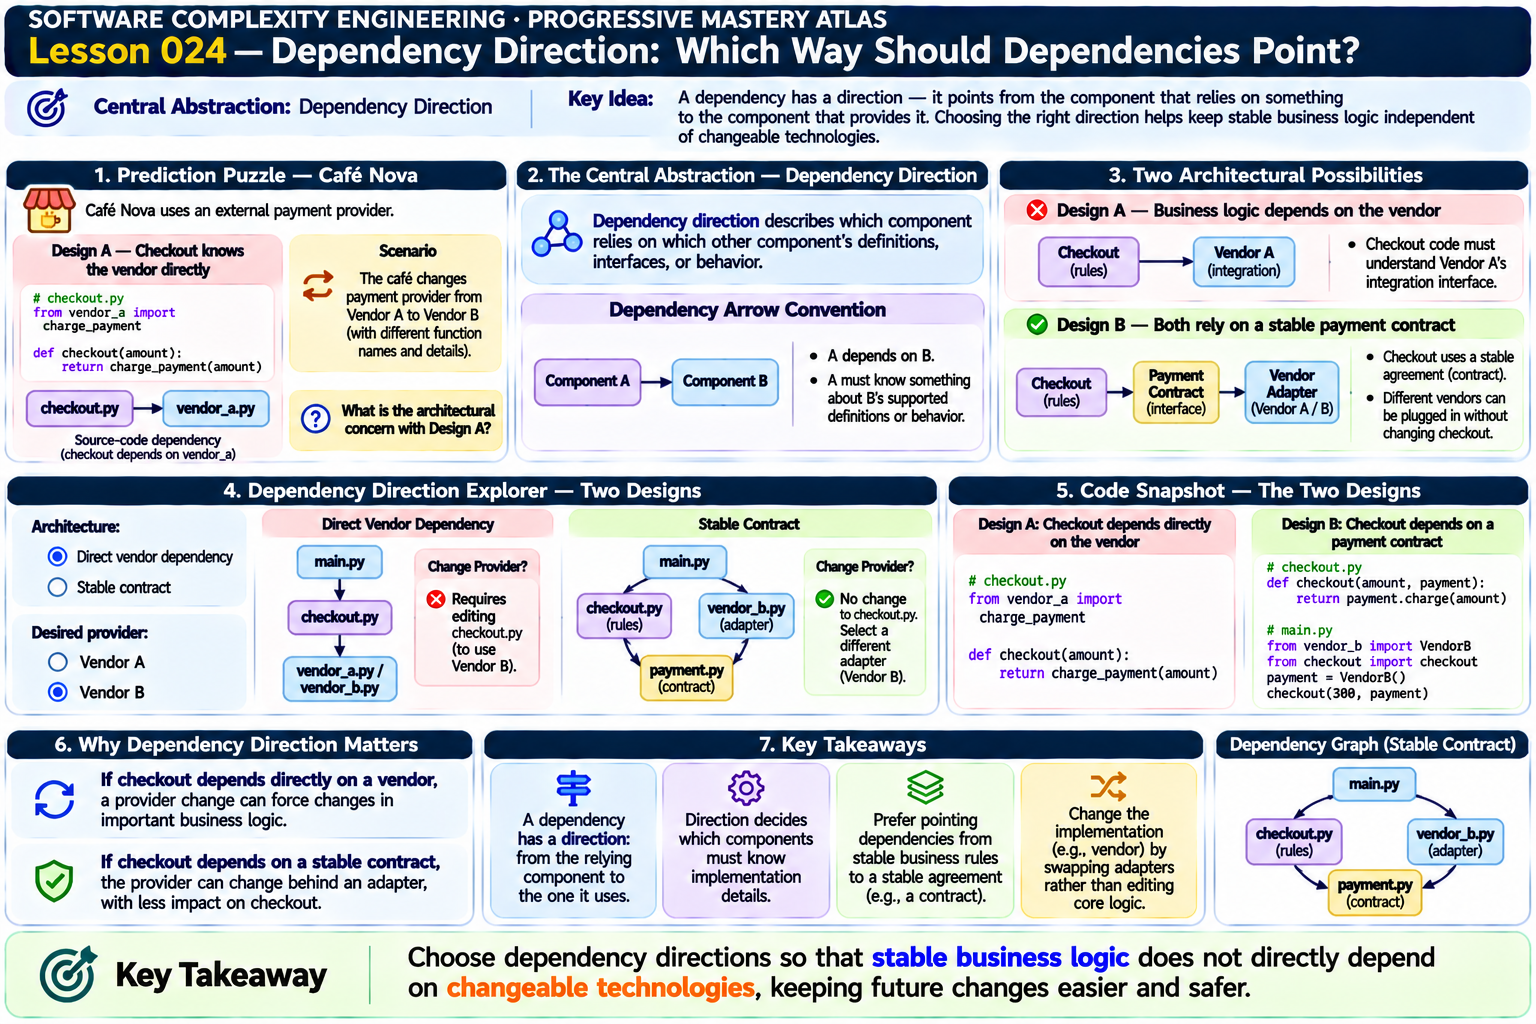 SOFTWARE COMPLEXITY ENGINEERING · PROGRESSIVE MASTERY ATLAS
Lesson 024 — Dependency Direction: Which Way Should Dependencies Point?
Central Abstraction: Dependency Direction
Key Idea:
A dependency has a direction — it points from the component that relies on something
to the component that provides it. Choosing the right direction helps keep stable business logic independent
of changeable technologies.
1. Prediction Puzzle — Café Nova
Café Nova uses an external payment provider.
Design A — Checkout knows
the vendor directly
# checkout.py
from vendor_a import
charge_payment
def checkout(amount):
return charge_payment(amount)
checkout.py
vendor_a.py
Source-code dependency
(checkout depends on vendor_a)
Scenario
The café changes
payment provider from
Vendor A to Vendor B
(with different function
names and details).
What is the architectural
concern with Design A?
2. The Central Abstraction — Dependency Direction
Dependency direction describes which component
relies on which other component's definitions,
interfaces, or behavior.
Dependency Arrow Convention
Component A
Component B
• A depends on B.
• A must know something
about B's supported
definitions or behavior.
3. Two Architectural Possibilities
Design A — Business logic depends on the vendor
Checkout
(rules)
Vendor A
(integration)
• Checkout code must
understand Vendor A's
integration interface.
Design B — Both rely on a stable payment contract
Checkout
(rules)
Payment
Contract
(interface)
Vendor
Adapter
(Vendor A / B)
• Checkout uses a stable
agreement (contract).
• Different vendors can
be plugged in without
changing checkout.
4. Dependency Direction Explorer — Two Designs
Architecture:
Direct vendor dependency
Stable contract
Desired provider:
Vendor A
Vendor B
Direct Vendor Dependency
main.py
checkout.py
vendor_a.py /
vendor_b.py
Change Provider?
Requires
editing
checkout.py
(to use
Vendor B).
Stable Contract
main.py
checkout.py
(rules)
vendor_b.py
(adapter)
payment.py
(contract)
Change Provider?
No change
to checkout.py.
Select a
different
adapter
(Vendor B).
5. Code Snapshot — The Two Designs
Design A: Checkout depends directly
on the vendor
# checkout.py
from vendor_a import
charge_payment
def checkout(amount):
return charge_payment(amount)
Design B: Checkout depends on a
payment contract
# checkout.py
def checkout(amount, payment):
return payment.charge(amount)
# main.py
from vendor_b import VendorB
from checkout import checkout
payment = VendorB()
checkout(300, payment)
6. Why Dependency Direction Matters
If checkout depends directly on a vendor,
a provider change can force changes in
important business logic.
If checkout depends on a stable contract,
the provider can change behind an adapter,
with less impact on checkout.
7. Key Takeaways
A dependency
has a direction:
from the relying
component to
the one it uses.
Direction decides
which components
must know
implementation
details.
Prefer pointing
dependencies from
stable business rules
to a stable agreement
(e.g., a contract).
Change the
implementation
(e.g., vendor) by
swapping adapters
rather than editing
core logic.
Dependency Graph (Stable Contract)
main.py
checkout.py
(rules)
vendor_b.py
(adapter)
payment.py
(contract)
Key Takeaway
Choose dependency directions so that stable business logic does not directly depend
on changeable technologies, keeping future changes easier and safer.